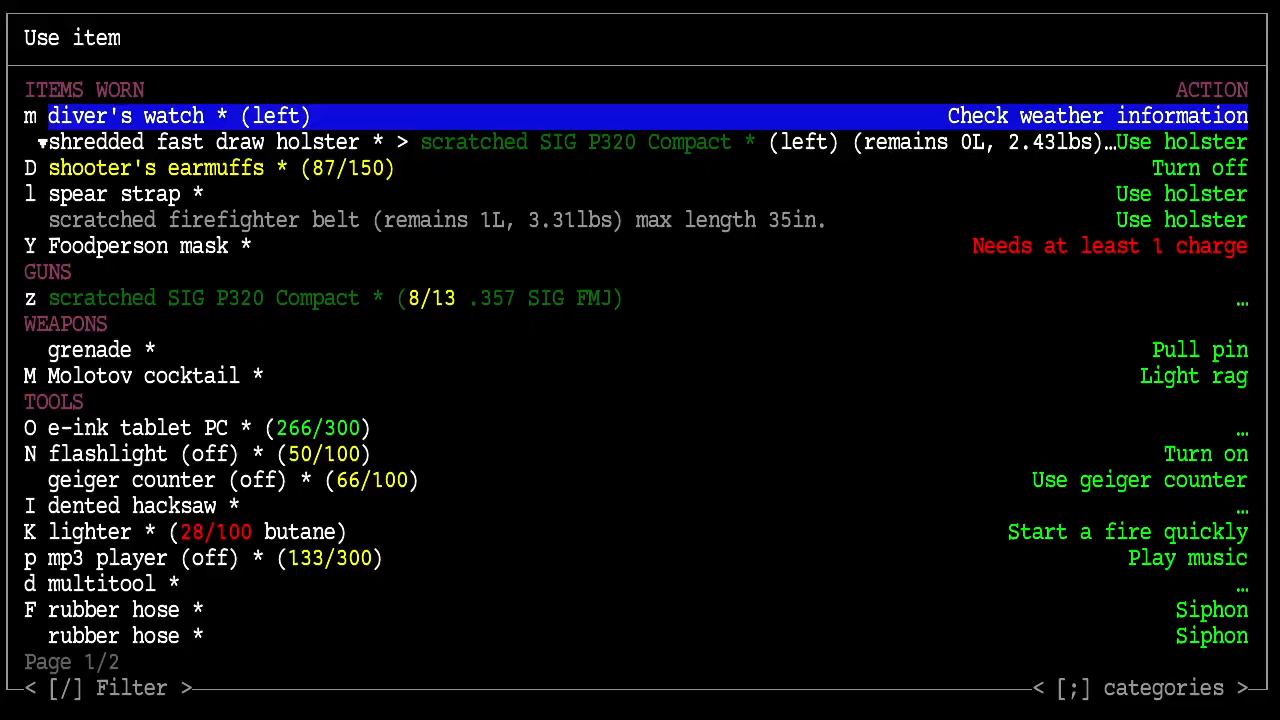 Use item
ITEMS WORN ACTION
m diver's watch * (left) Check weather information
▼shredded fast draw holster * > scratched SIG P320 Compact * (left) (remains 0L, 2.43lbs)…Use holster
D shooter's earmuffs * (87/150) Turn off
l spear strap * Use holster
scratched firefighter belt (remains 1L, 3.31lbs) max length 35in. Use holster
Y Foodperson mask * Needs at least 1 charge
GUNS
z scratched SIG P320 Compact * (8/13 .357 SIG FMJ) …
WEAPONS
grenade * Pull pin
M Molotov cocktail * Light rag
TOOLS
O e-ink tablet PC * (266/300) …
N flashlight (off) * (50/100) Turn on
geiger counter (off) * (66/100) Use geiger counter
I dented hacksaw * …
K lighter * (28/100 butane) Start a fire quickly
p mp3 player (off) * (133/300) Play music
d multitool * …
F rubber hose * Siphon
rubber hose * Siphon
Page 1/2
< [/] Filter > < [;] categories >